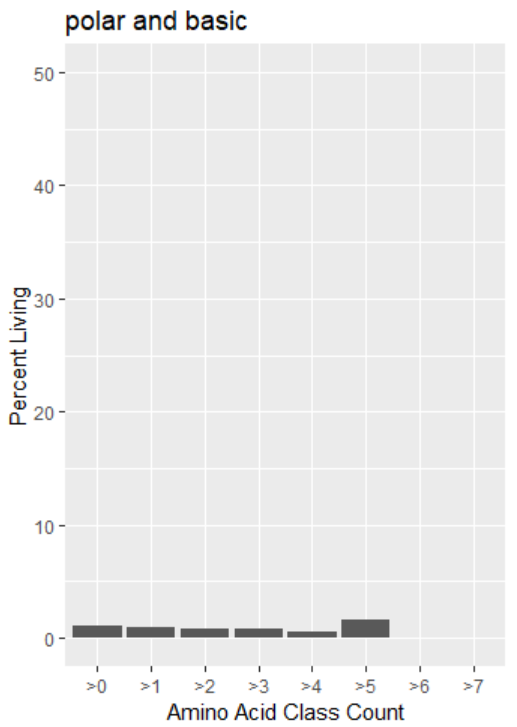 polar and basic
50
40
30
20
10
0
Percent Living
>0 >1 >2 >3 >4 >5 >6 >7
Amino Acid Class Count